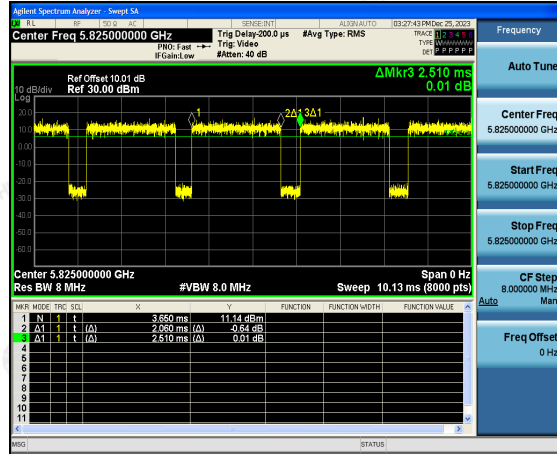 Agilent Spectrum Analyzer - Swept SA
RL RF 50 Ω AC SENSE:INT ALIGN AUTO 03:27:43 PM Dec 25, 2023
Center Freq 5.825000000 GHz
PNO: Fast
IFGain:Low
Trig Delay-200.0 µs
Trig: Video
#Atten: 40 dB
#Avg Type: RMS
TRACE 1 2 3 4 5 6
TYPE WWWWWW
DET P P P P P P
Ref Offset 10.01 dB
10 dB/div Ref 30.00 dBm
Log
ΔMkr3 2.510 ms
0.01 dB
20.0
10.0
0.00
-10.0
-20.0
-30.0
-40.0
-50.0
-60.0
1
2Δ1
3Δ1
Center 5.825000000 GHz Span 0 Hz
Res BW 8 MHz #VBW 8.0 MHz Sweep 10.13 ms (8000 pts)
MKR MODE TRC SCL X Y FUNCTION FUNCTION WIDTH FUNCTION VALUE
1 N 1 t 3.650 ms 11.14 dBm
2 Δ1 1 t (Δ) 2.060 ms (Δ) -0.64 dB
3 Δ1 1 t (Δ) 2.510 ms (Δ) 0.01 dB
4
5
6
7
8
9
10
11
MSG STATUS
Frequency
Auto Tune
Center Freq
5.825000000 GHz
Start Freq
5.825000000 GHz
Stop Freq
5.825000000 GHz
CF Step
8.000000 MHz
Auto Man
Freq Offset
0 Hz